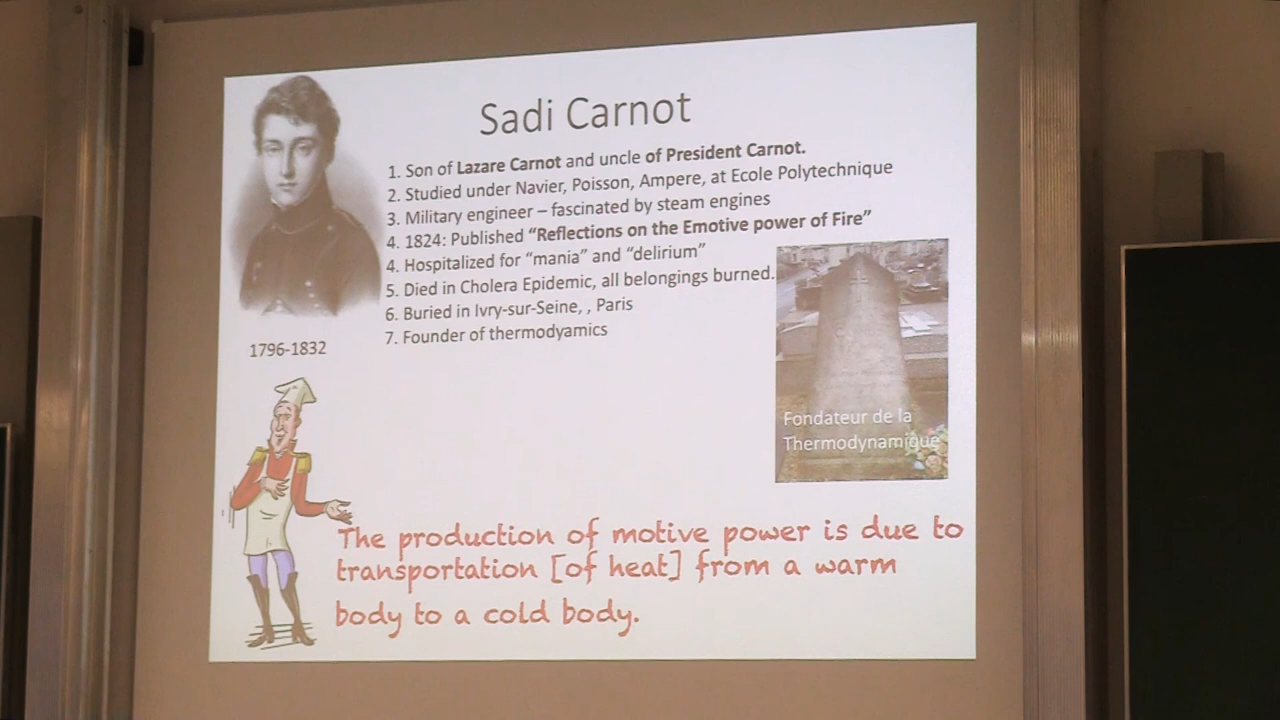 Sadi Carnot
1. Son of Lazare Carnot and uncle of President Carnot.
2. Studied under Navier, Poisson, Ampere, at Ecole Polytechnique
3. Military engineer – fascinated by steam engines
4. 1824: Published “Reflections on the Emotive power of Fire”
4. Hospitalized for “mania” and “delirium”
5. Died in Cholera Epidemic, all belongings burned.
6. Buried in Ivry-sur-Seine, , Paris
7. Founder of thermodyamics
1796-1832
Fondateur de la
Thermodynamique
The production of motive power is due to
transportation [of heat] from a warm
body to a cold body.